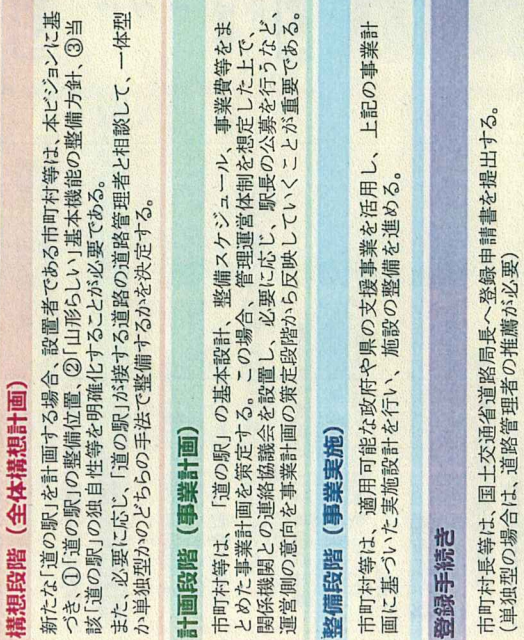 構想段階（全体構想計画）
新たな「道の駅」を計画する場合、設置者である市町村等は、本ビジョンに基
づき、①「道の駅」の整備位置、②「山形らしい」基本機能の整備方針、③当
該「道の駅」の独自性等を明確化することが必要である。
また、必要に応じ、「道の駅」が接する道路の道路管理者と相談して、一体型
か単独型かのどちらの手法で整備するかを決定する。
計画段階（事業計画）
市町村等は、「道の駅」の基本設計、整備スケジュール、事業費等をま
とめた事業計画を策定する。この場合、管理運営体制を想定した上で、
関係機関との連絡協議会を設置し、必要に応じ、駅長の公募を行うなど、
運営側の意向を事業計画の策定段階から反映していくことが重要である。
整備段階（事業実施）
市町村等は、適用可能な政府や県の支援事業を活用し、上記の事業計
画に基づいた実施設計を行い、施設の整備を進める。
登録手続き
市町村長等は、国土交通省道路局長へ登録申請書を提出する。
（単独型の場合は、道路管理者の推薦が必要）